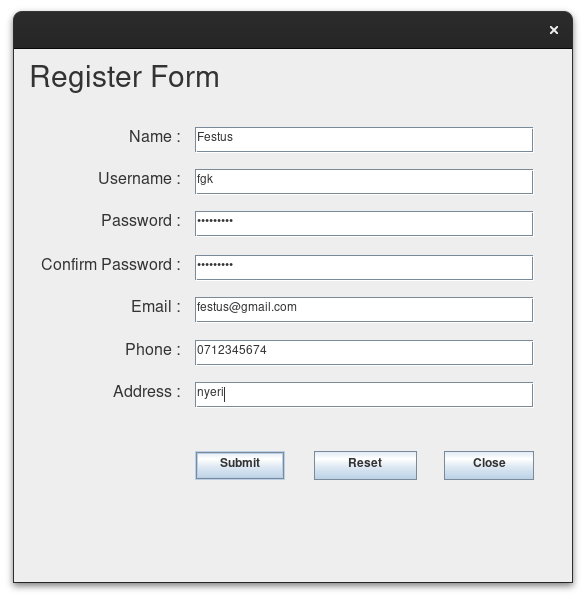 Register Form
Name : Festus
Username : fgk
Password : •••••••••
Confirm Password : •••••••••
Email : festus@gmail.com
Phone : 0712345674
Address : nyeri
Submit Reset Close